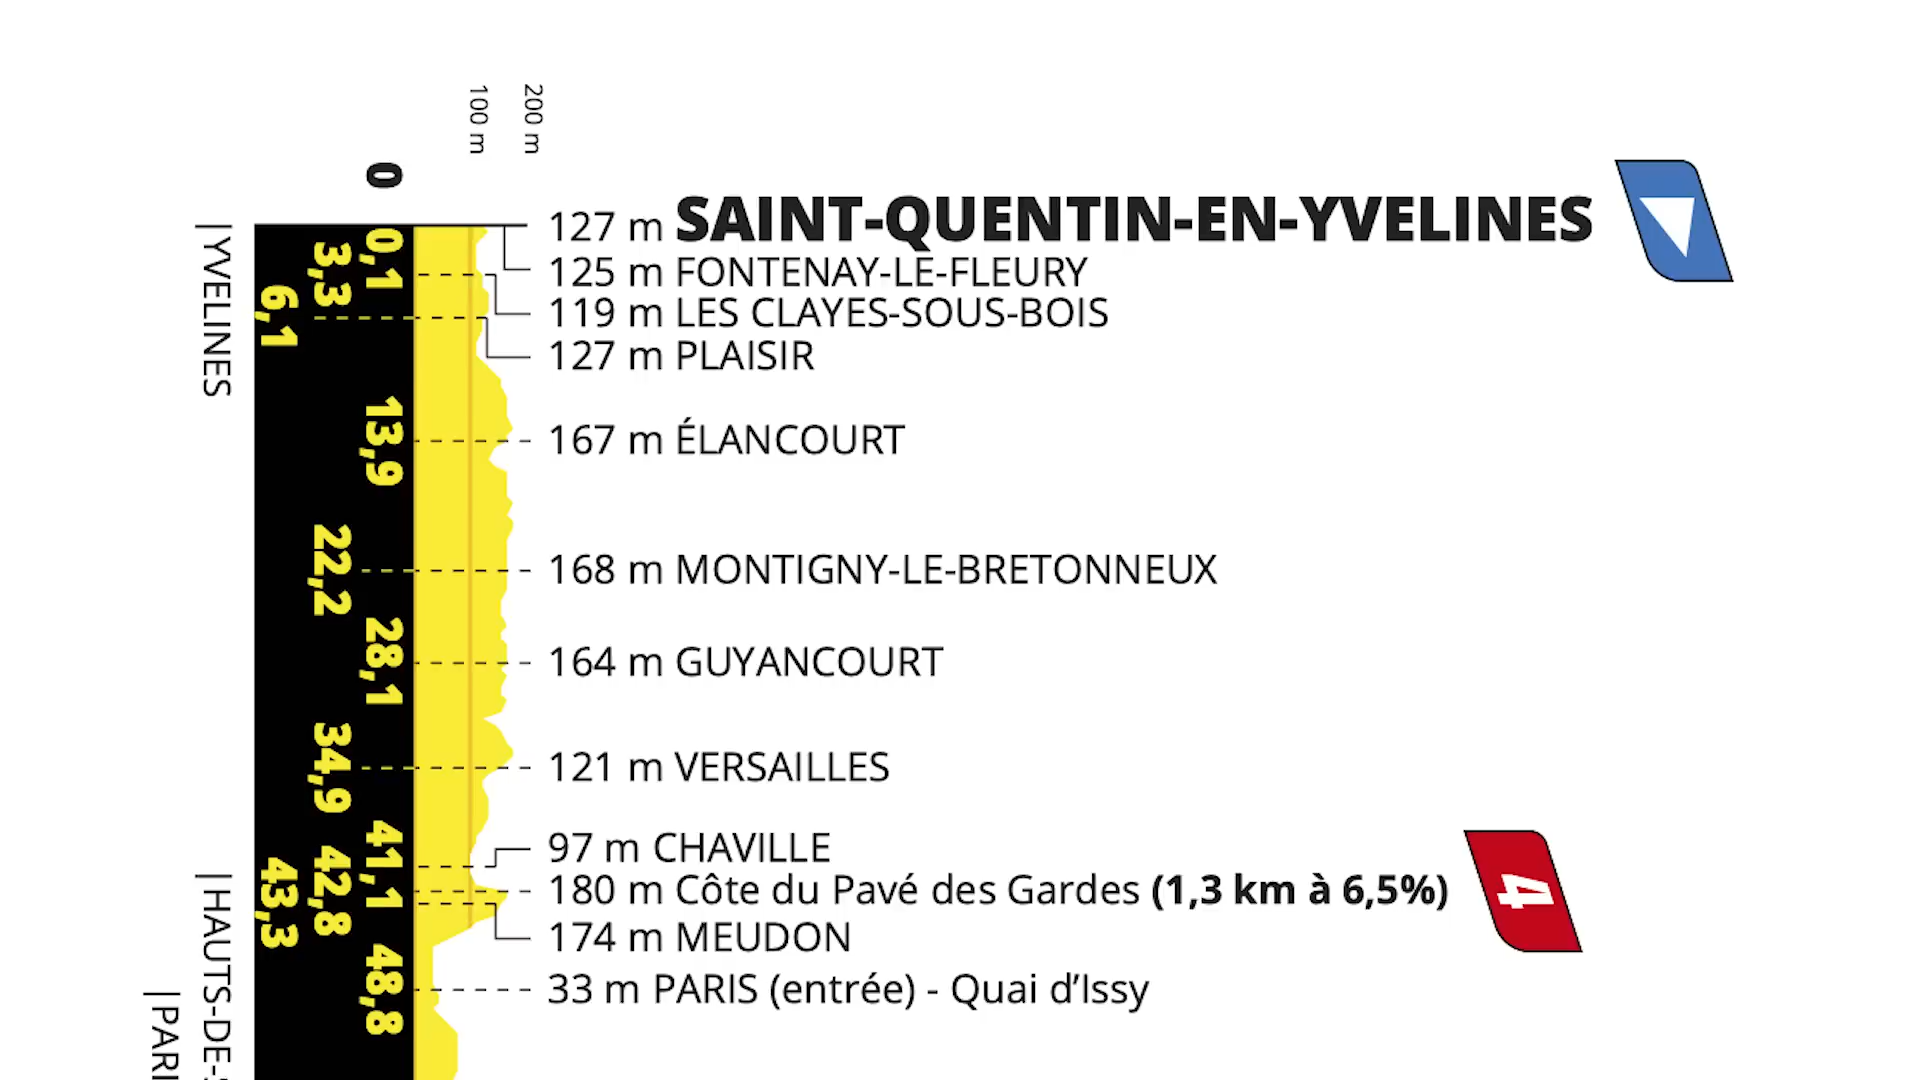 100 m
200 m
0
127 m SAINT-QUENTIN-EN-YVELINES
0,1
125 m FONTENAY-LE-FLEURY
3,3
119 m LES CLAYES-SOUS-BOIS
6,1
127 m PLAISIR
13,9
167 m ÉLANCOURT
22,2
168 m MONTIGNY-LE-BRETONNEUX
28,1
164 m GUYANCOURT
34,9
121 m VERSAILLES
41,1
97 m CHAVILLE
42,8
180 m Côte du Pavé des Gardes (1,3 km à 6,5%)
4
43,3
174 m MEUDON
48,8
33 m PARIS (entrée) - Quai d’Issy
YVELINES
HAUTS-DE-